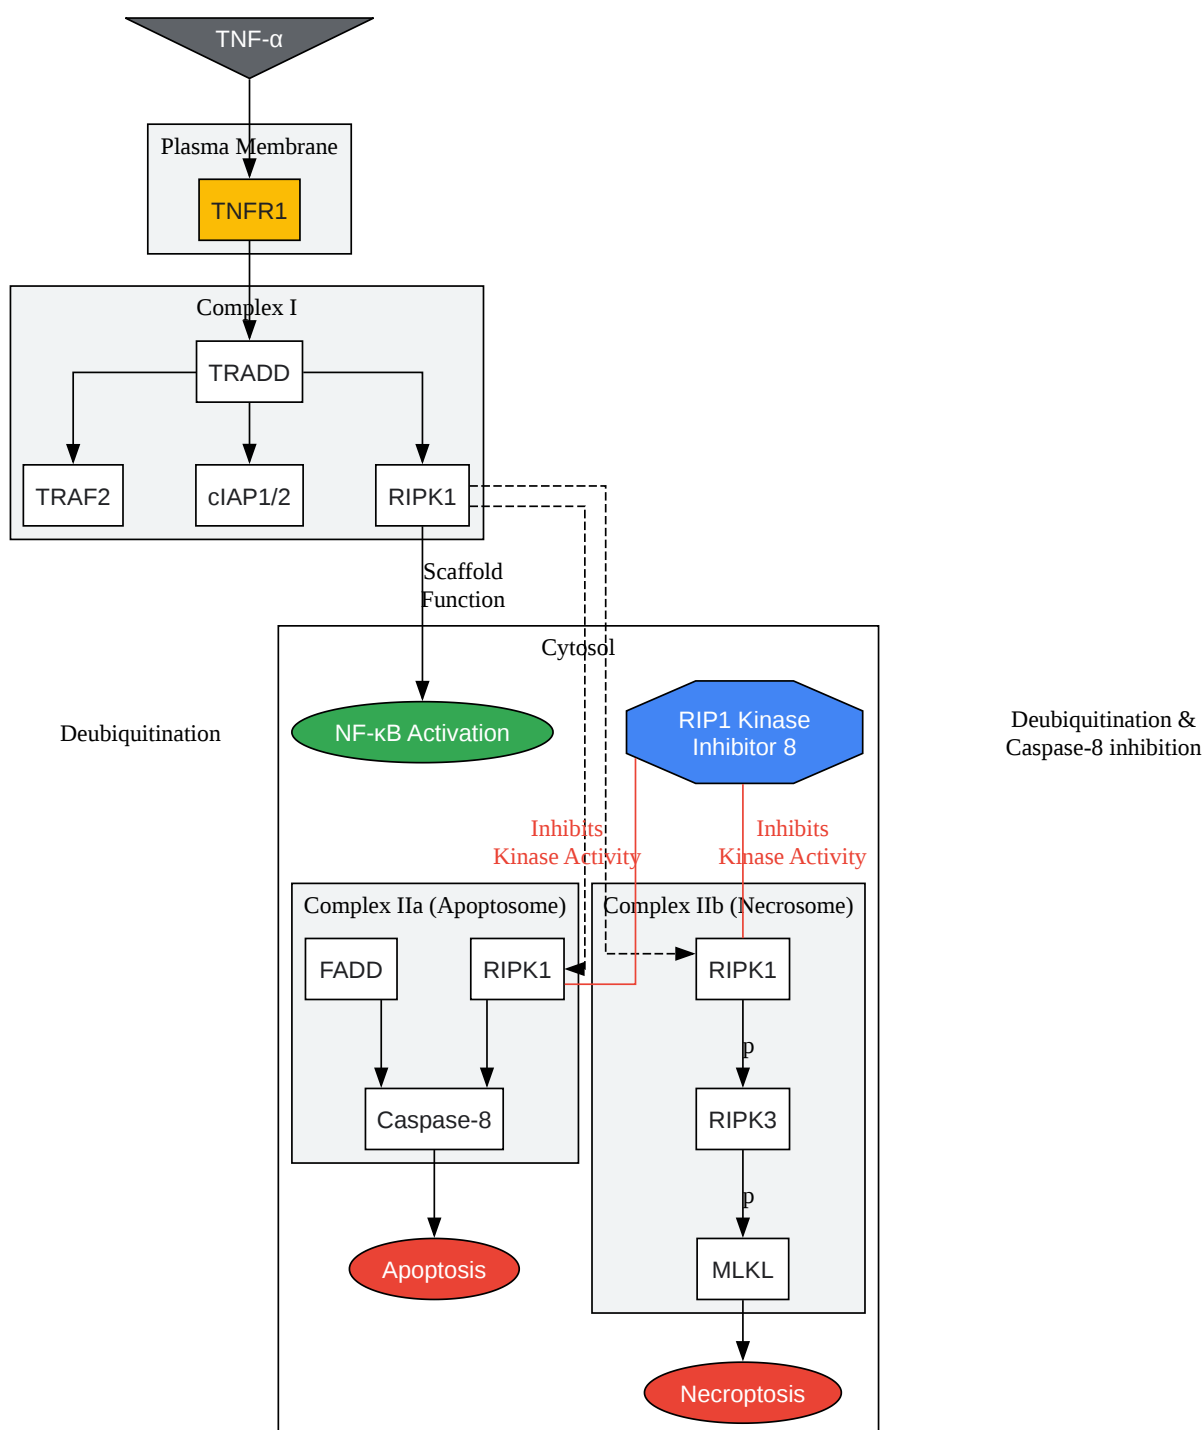 TNF-α
Plasma Membrane
TNFR1
Complex I
TRADD
TRAF2
cIAP1/2
RIPK1
Scaffold
Function
Cytosol
Deubiquitination
NF-κB Activation
RIP1 Kinase
Inhibitor 8
Deubiquitination &
Caspase-8 inhibition
Inhibits
Kinase Activity
Inhibits
Kinase Activity
Complex IIa (Apoptosome)
Complex IIb (Necrosome)
FADD
RIPK1
RIPK1
p
Caspase-8
RIPK3
p
Apoptosis
MLKL
Necroptosis